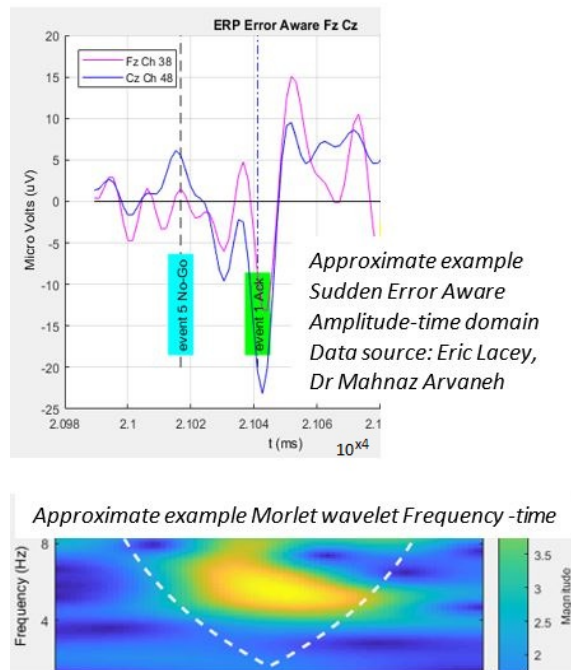 ERP Error Aware Fz Cz
20
15
10
5
0
-5
-10
-15
-20
-25
Micro Volts (uV)
Fz Ch 38
Cz Ch 48
event 5 No-Go
event 1 Ack
Approximate example
Sudden Error Aware
Amplitude-time domain
Data source: Eric Lacey,
Dr Mahnaz Arvaneh
2.098 2.1 2.102 2.104 2.106 2.1
t (ms) 10x4
Approximate example Morlet wavelet Frequency -time
8
4
Frequency (Hz)
3.5
3
2.5
2
Magnitude